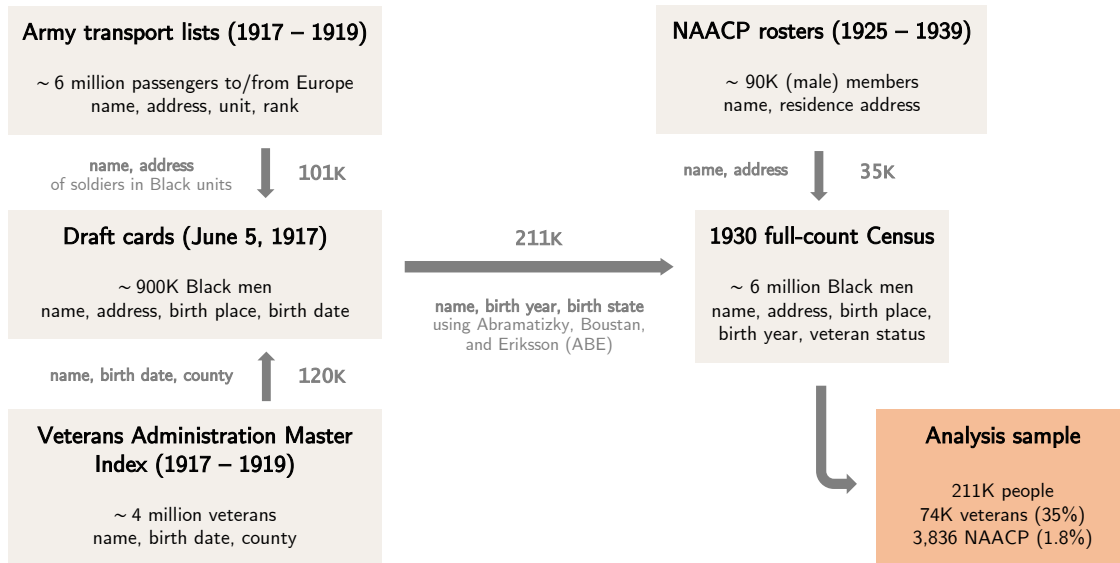 Army transport lists (1917 – 1919)
~ 6 million passengers to/from Europe
name, address, unit, rank
name, address
of soldiers in Black units
101K
Draft cards (June 5, 1917)
~ 900K Black men
name, address, birth place, birth date
name, birth date, county
120K
Veterans Administration Master
Index (1917 – 1919)
~ 4 million veterans
name, birth date, county
211K
name, birth year, birth state
using Abramatizky, Boustan,
and Eriksson (ABE)
NAACP rosters (1925 – 1939)
~ 90K (male) members
name, residence address
name, address
35K
1930 full-count Census
~ 6 million Black men
name, address, birth place,
birth year, veteran status
Analysis sample
211K people
74K veterans (35%)
3,836 NAACP (1.8%)